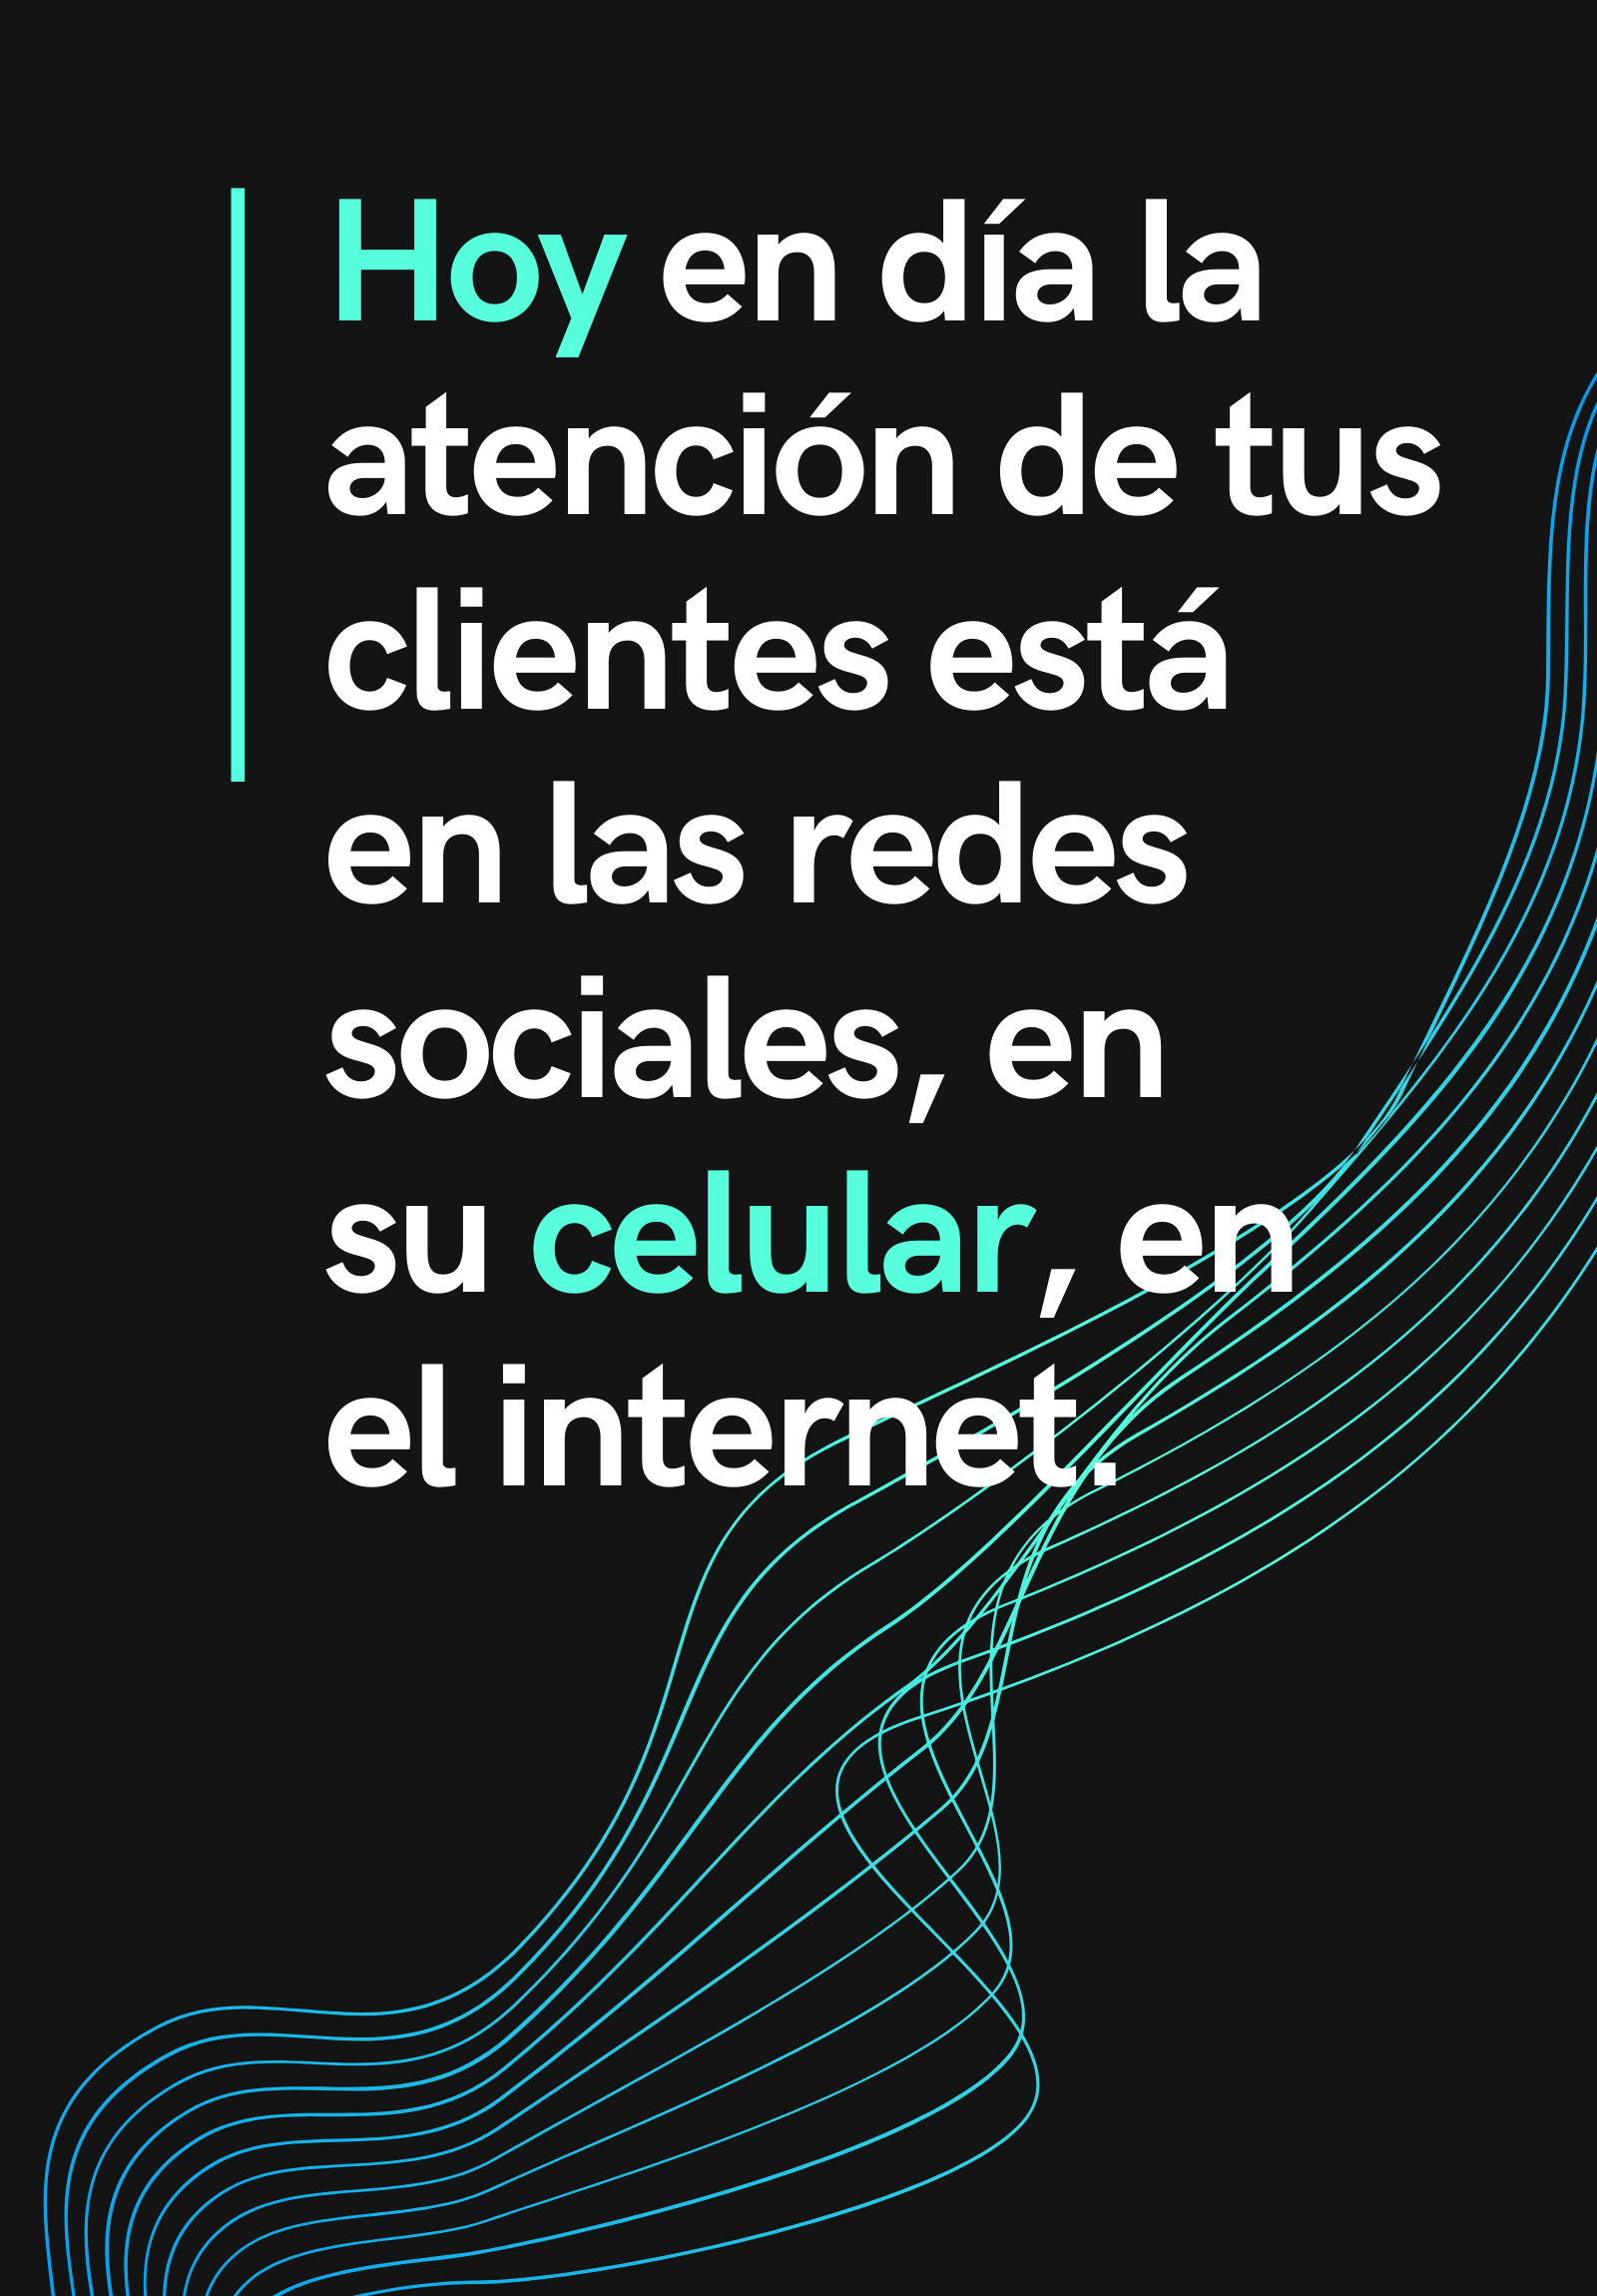 Hoy en día la
atención de tus
clientes está
en las redes
sociales, en
su celular, en
el internet.